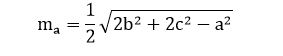 mₐ = 1/2 √(2b² + 2c² − a²)